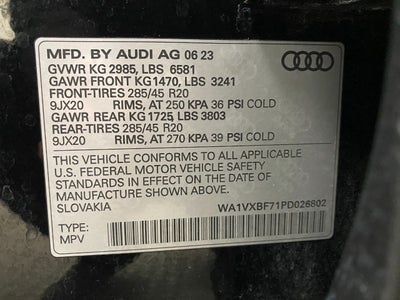 MFD. BY AUDI AG 06 23
GVWR KG 2985, LBS 6581
GAWR FRONT KG1470, LBS 3241
FRONT-TIRES 285/45 R20
9JX20 RIMS, AT 250 KPA 36 PSI COLD
GAWR REAR KG 1725 LBS 3803
REAR-TIRES 285/45 R20
9JX20 RIMS, AT 270 KPA 39 PSI COLD
THIS VEHICLE CONFORMS TO ALL APPLICABLE
U.S. FEDERAL MOTOR VEHICLE SAFETY
STANDARDS IN EFFECT ON THE DATE OF
MANUFACTURE SHOWN ABOVE.
SLOVAKIA WA1VXBF71PD026802
TYPE:
MPV